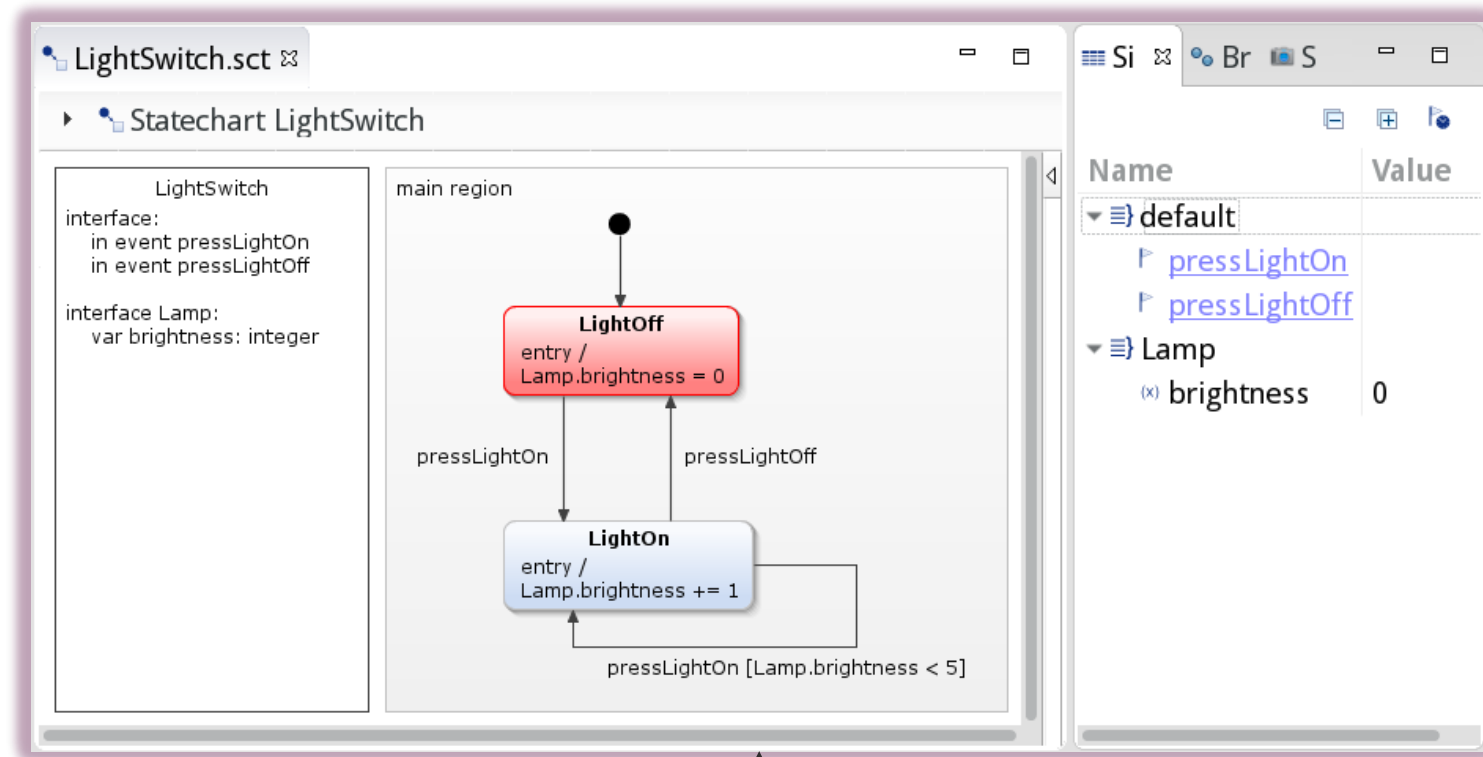 LightSwitch.sct
Statechart LightSwitch
LightSwitch
interface:
in event pressLightOn
in event pressLightOff
interface Lamp:
var brightness: integer
main region
LightOff
entry /
Lamp.brightness = 0
pressLightOn
pressLightOff
LightOn
entry /
Lamp.brightness += 1
pressLightOn [Lamp.brightness < 5]
Si Br S
Name Value
default
pressLightOn
pressLightOff
Lamp
(x) brightness 0